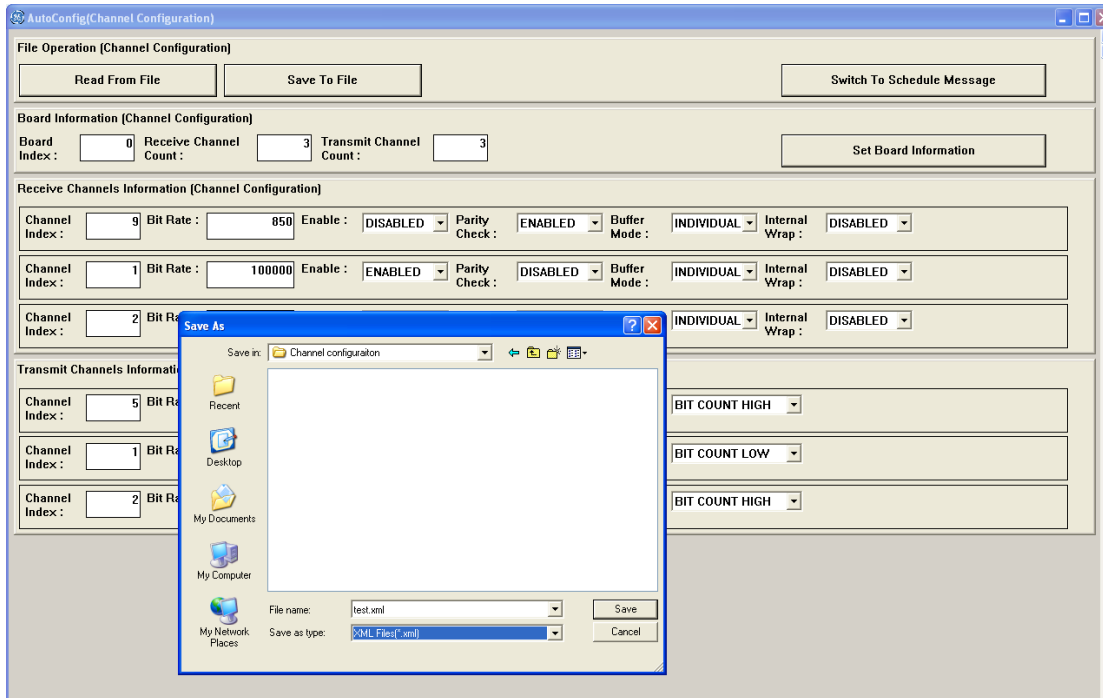 AutoConfig(Channel Configuration)
File Operation (Channel Configuration)
Read From File
Save To File
Switch To Schedule Message
Board Information (Channel Configuration)
Board Index : 0 Receive Channel Count : 3 Transmit Channel Count : 3
Set Board Information
Receive Channels Information (Channel Configuration)
Channel Index : 9 Bit Rate : 850 Enable : DISABLED Parity Check : ENABLED Buffer Mode : INDIVIDUAL Internal Wrap : DISABLED
Channel Index : 1 Bit Rate : 100000 Enable : ENABLED Parity Check : DISABLED Buffer Mode : INDIVIDUAL Internal Wrap : DISABLED
Channel Index : 2 Bit INDIVIDUAL Internal Wrap : DISABLED
Transmit Channels
Channel Index : 5 Bit BIT COUNT HIGH
Channel Index : 1 Bit BIT COUNT LOW
Channel Index : 2 Bit BIT COUNT HIGH
Save As
Save in: Channel configuraiton
Recent
Desktop
My Documents
My Computer
My Network Places
File name: test.xml Save
Save as type: XML Files(*.xml) Cancel